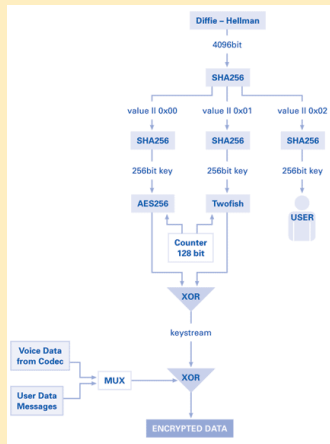 Diffie – Hellman
4096bit
SHA256
value II 0x00
value II 0x01
value II 0x02
SHA256
SHA256
SHA256
256bit key
256bit key
256bit key
AES256
Twofish
USER
Counter
128 bit
XOR
keystream
Voice Data
from Codec
MUX
XOR
User Data
Messages
ENCRYPTED DATA